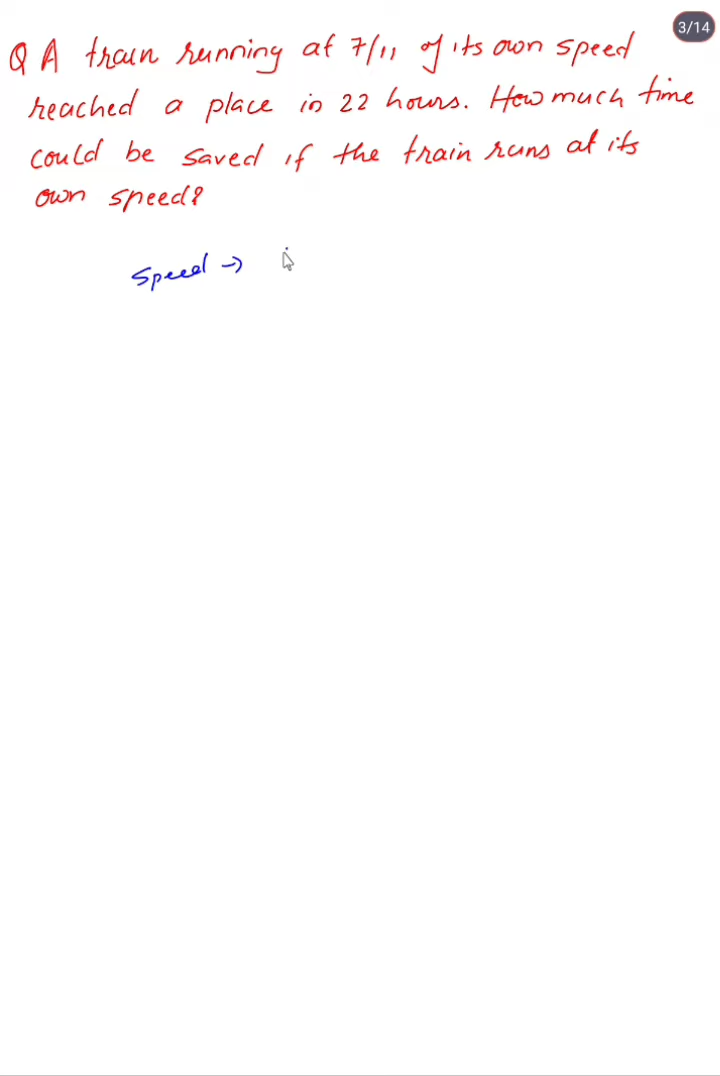 3/14
Q A train running at 7/11 of its own speed
reached a place in 22 hours. How much time
could be saved if the train runs at its
own speed?
Speed →